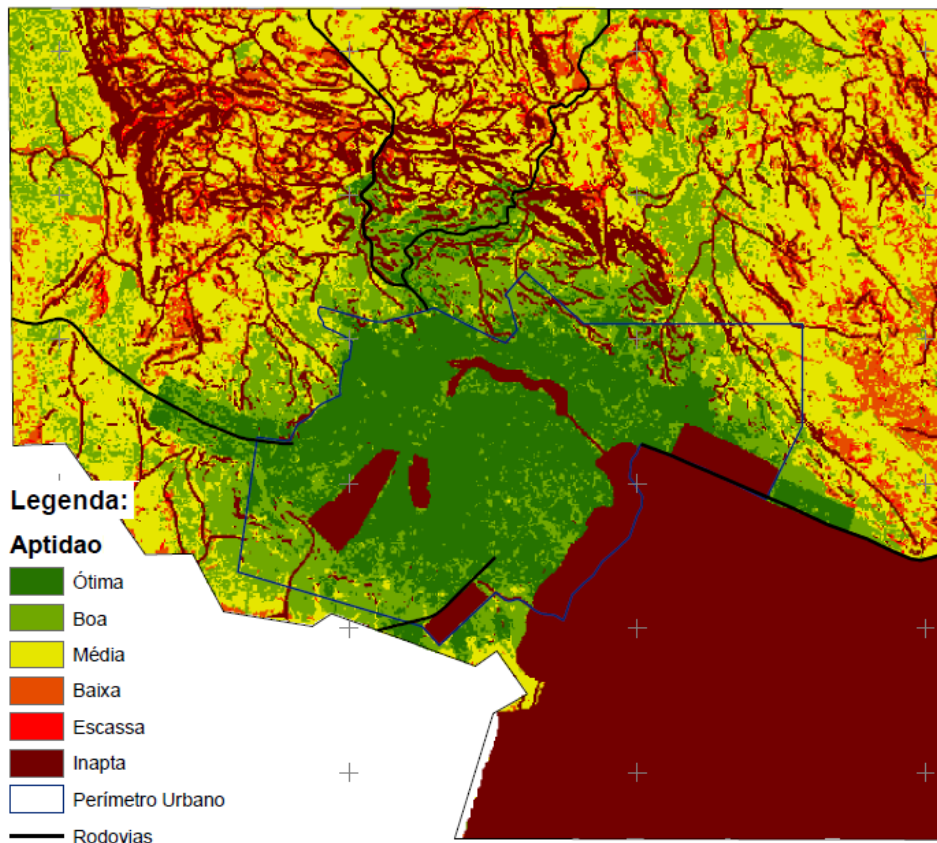 Legenda:
Aptidao
Ótima
Boa
Média
Baixa
Escassa
Inapta
Perímetro Urbano
Rodovias